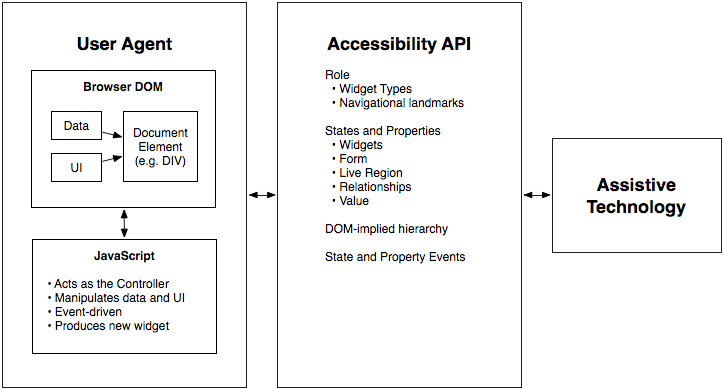 User Agent
Browser DOM
Data
UI
Document
Element
(e.g. DIV)
JavaScript
• Acts as the Controller
• Manipulates data and UI
• Event-driven
• Produces new widget
Accessibility API
Role
• Widget Types
• Navigational landmarks
States and Properties
• Widgets
• Form
• Live Region
• Relationships
• Value
DOM-implied hierarchy
State and Property Events
Assistive
Technology